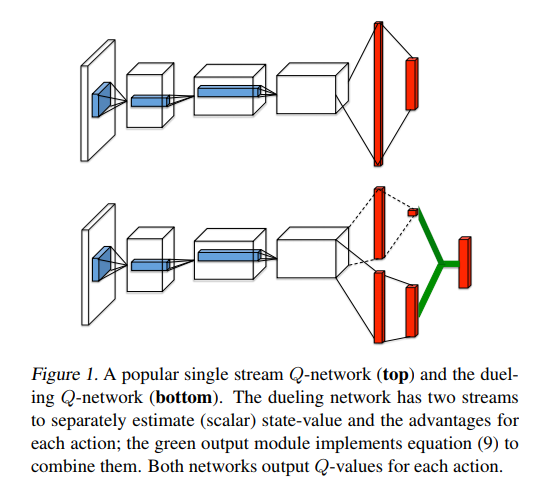 Figure 1. A popular single stream Q-network (top) and the duel-
ing Q-network (bottom). The dueling network has two streams
to separately estimate (scalar) state-value and the advantages for
each action; the green output module implements equation (9) to
combine them. Both networks output Q-values for each action.